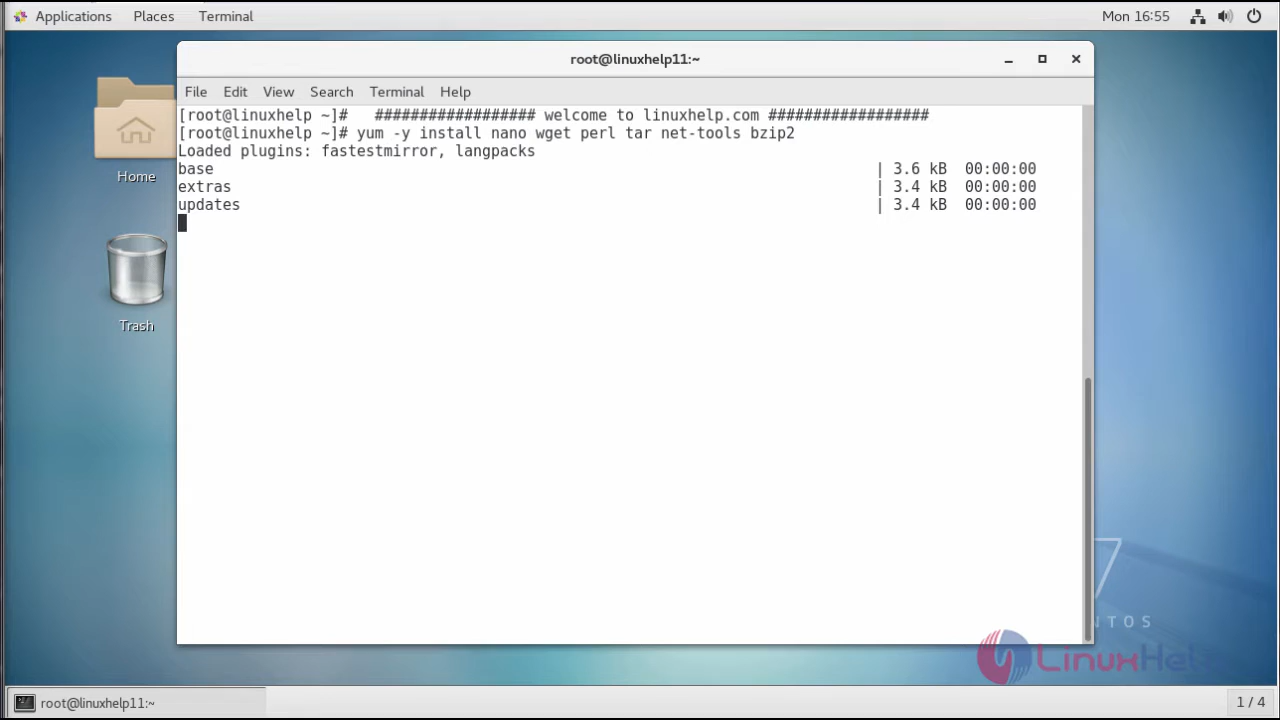 Applications Places Terminal Mon 16:55
root@linuxhelp11:~
File Edit View Search Terminal Help
[root@linuxhelp ~]#   ################## welcome to linuxhelp.com ##################
[root@linuxhelp ~]# yum -y install nano wget perl tar net-tools bzip2
Loaded plugins: fastestmirror, langpacks
base | 3.6 kB 00:00:00
extras | 3.4 kB 00:00:00
updates | 3.4 kB 00:00:00
Home
Trash
7
NTOS
LinuxHelp
root@linuxhelp11:~ 1 / 4